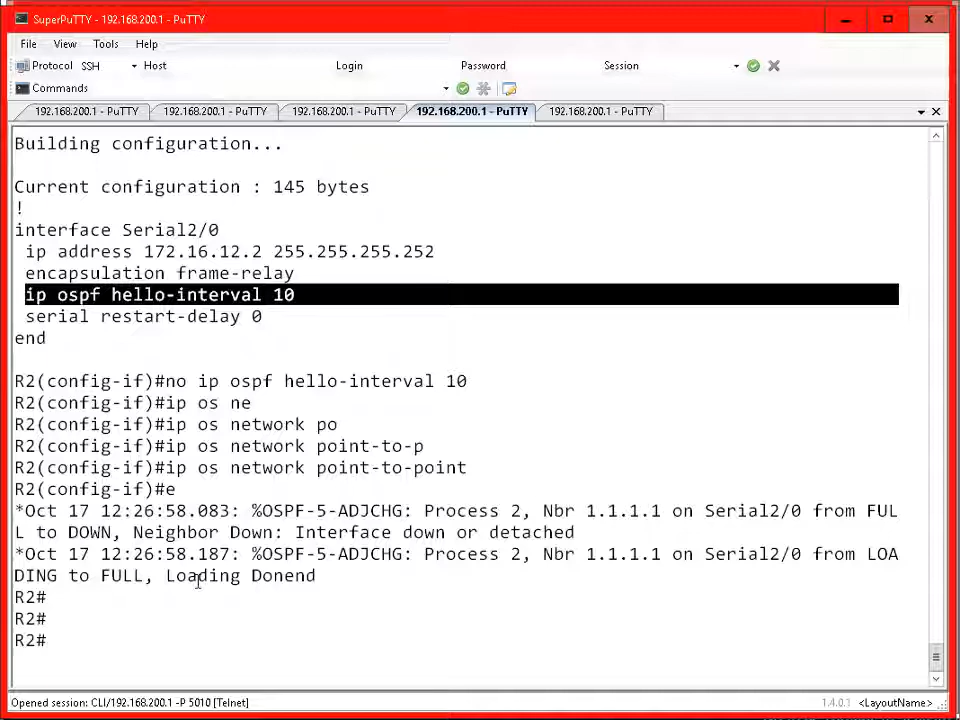 SuperPuTTY - 192.168.200.1 - PuTTY
File View Tools Help
Protocol SSH Host Login Password Session
Commands
192.168.200.1 - PuTTY 192.168.200.1 - PuTTY 192.168.200.1 - PuTTY 192.168.200.1 - PuTTY 192.168.200.1 - PuTTY
Building configuration...
Current configuration : 145 bytes
!
interface Serial2/0
ip address 172.16.12.2 255.255.255.252
encapsulation frame-relay
ip ospf hello-interval 10
serial restart-delay 0
end
R2(config-if)#no ip ospf hello-interval 10
R2(config-if)#ip os ne
R2(config-if)#ip os network po
R2(config-if)#ip os network point-to-p
R2(config-if)#ip os network point-to-point
R2(config-if)#e
*Oct 17 12:26:58.083: %OSPF-5-ADJCHG: Process 2, Nbr 1.1.1.1 on Serial2/0 from FUL
L to DOWN, Neighbor Down: Interface down or detached
*Oct 17 12:26:58.187: %OSPF-5-ADJCHG: Process 2, Nbr 1.1.1.1 on Serial2/0 from LOA
DING to FULL, Loading Donend
R2#
R2#
R2#
Opened session: CLI/192.168.200.1 -P 5010 [Telnet] 1.4.0.1 <LayoutName>